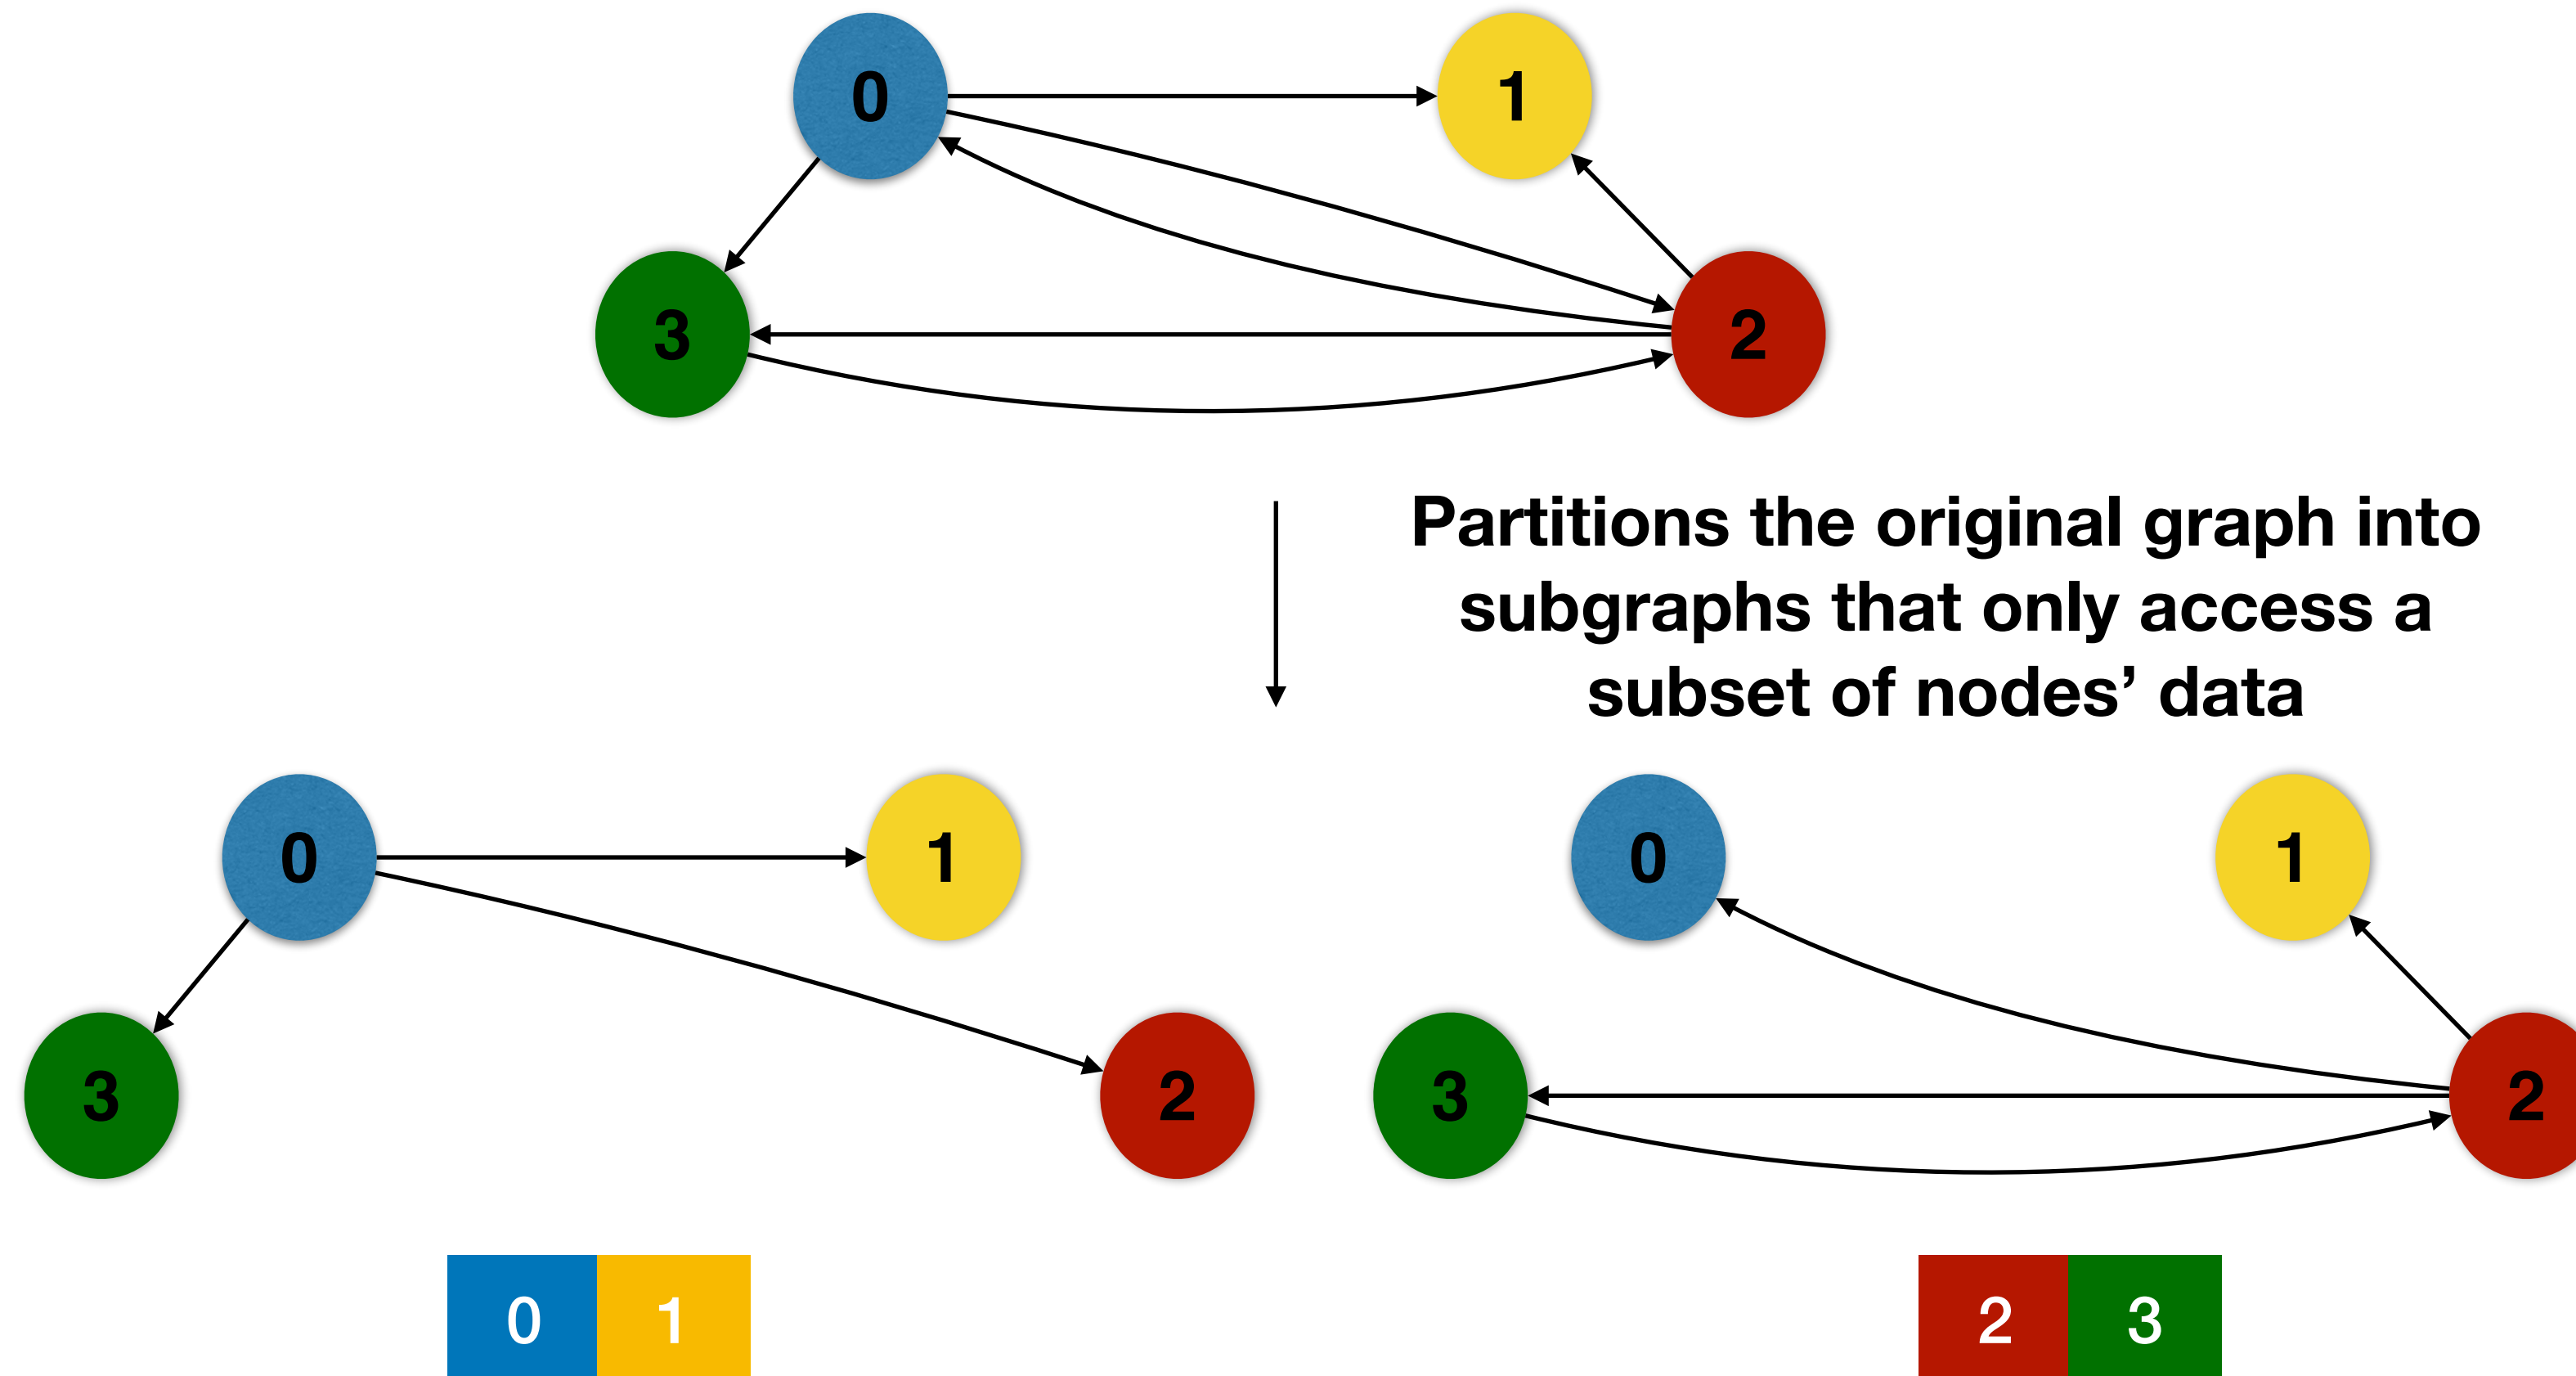 0 1
3 2
Partitions the original graph into
subgraphs that only access a
subset of nodes’ data
0 1 0 1
3 2 3 2
0 1 2 3